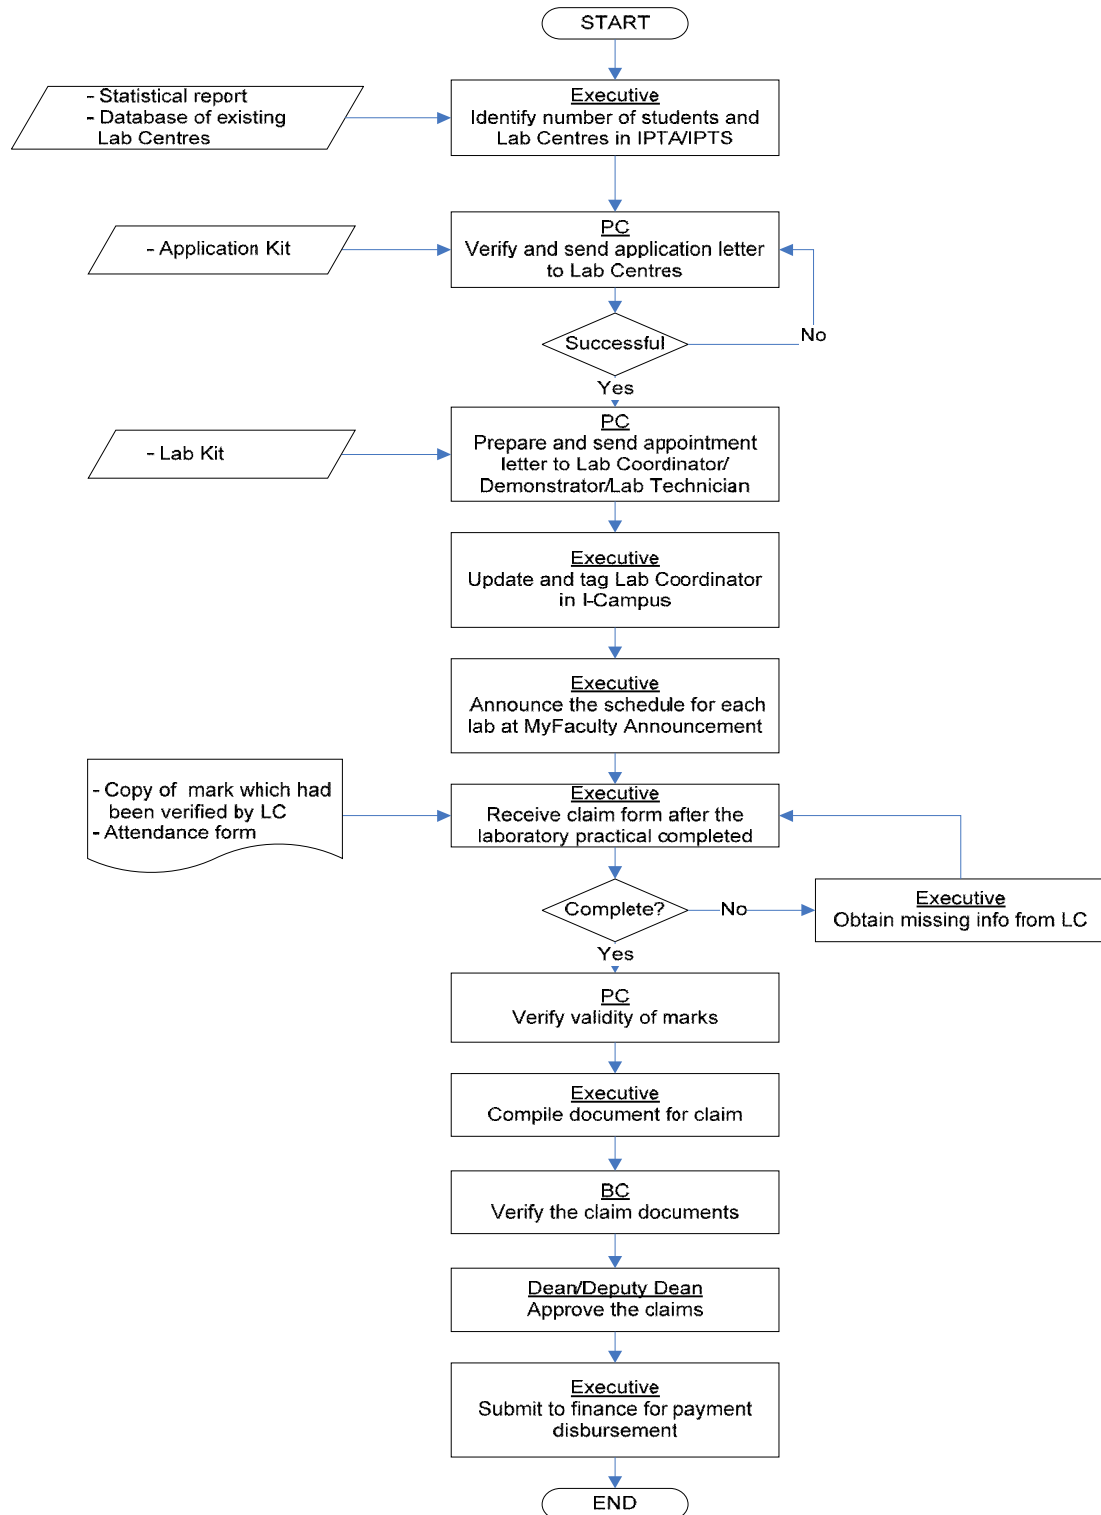 START
- Statistical report
- Database of existing
Lab Centres
Executive
Identify number of students and
Lab Centres in IPTA/IPTS
- Application Kit
PC
Verify and send application letter
to Lab Centres
Successful
No
Yes
- Lab Kit
PC
Prepare and send appointment
letter to Lab Coordinator/
Demonstrator/Lab Technician
Executive
Update and tag Lab Coordinator
in I-Campus
Executive
Announce the schedule for each
lab at MyFaculty Announcement
- Copy of mark which had
been verified by LC
- Attendance form
Executive
Receive claim form after the
laboratory practical completed
Complete?
No
Executive
Obtain missing info from LC
Yes
PC
Verify validity of marks
Executive
Compile document for claim
BC
Verify the claim documents
Dean/Deputy Dean
Approve the claims
Executive
Submit to finance for payment
disbursement
END